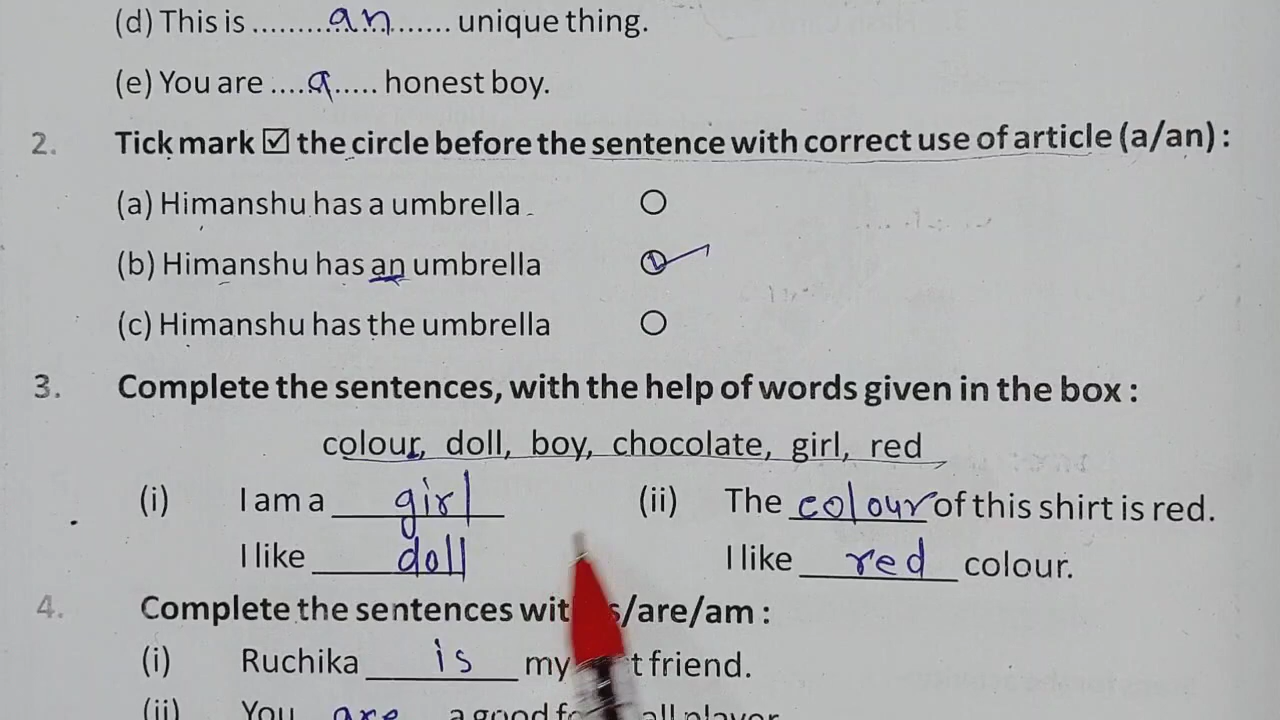 (d) This is ..........an....... unique thing.
(e) You are ....a..... honest boy.
2. Tick mark ☑ the circle before the sentence with correct use of article (a/an) :
(a) Himanshu has a umbrella
(b) Himanshu has an umbrella
(c) Himanshu has the umbrella
3. Complete the sentences, with the help of words given in the box :
colour, doll, boy, chocolate, girl, red
(i) I am a girl (ii) The colour of this shirt is red.
I like doll I like red colour.
4. Complete the sentences /are/am :
(i) Ruchika is my friend.
(ii) You are a good